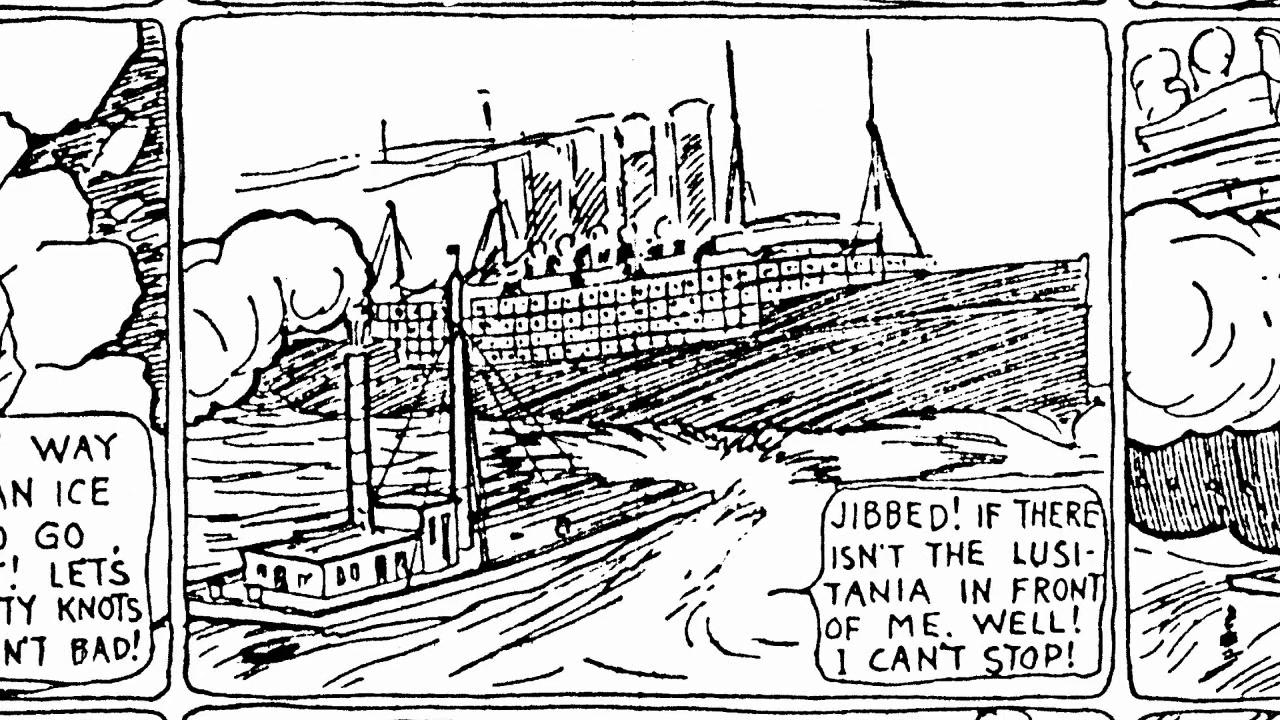 WAY
AN ICE
GO
! LET'S
TY KNOTS
N'T BAD!
JIBBED! IF THERE
ISN'T THE LUSI-
TANIA IN FRONT
OF ME. WELL!
I CAN'T STOP!